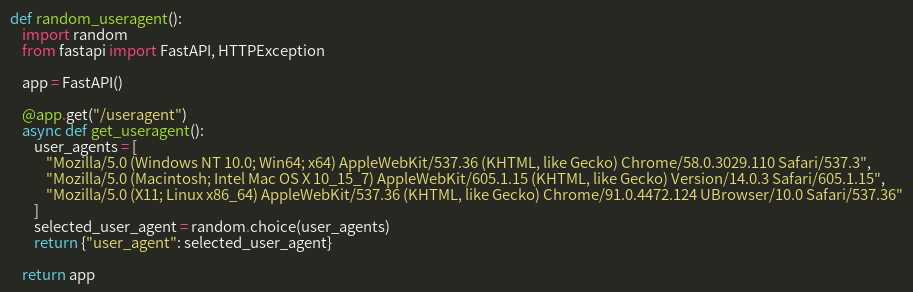 def random_useragent():
    import random
    from fastapi import FastAPI, HTTPException

    app = FastAPI()

    @app.get("/useragent")
    async def get_useragent():
        user_agents = [
            "Mozilla/5.0 (Windows NT 10.0; Win64; x64) AppleWebKit/537.36 (KHTML, like Gecko) Chrome/58.0.3029.110 Safari/537.3",
            "Mozilla/5.0 (Macintosh; Intel Mac OS X 10_15_7) AppleWebKit/605.1.15 (KHTML, like Gecko) Version/14.0.3 Safari/605.1.15",
            "Mozilla/5.0 (X11; Linux x86_64) AppleWebKit/537.36 (KHTML, like Gecko) Chrome/91.0.4472.124 UBrowser/10.0 Safari/537.36"
        ]
        selected_user_agent = random.choice(user_agents)
        return {"user_agent": selected_user_agent}

    return app